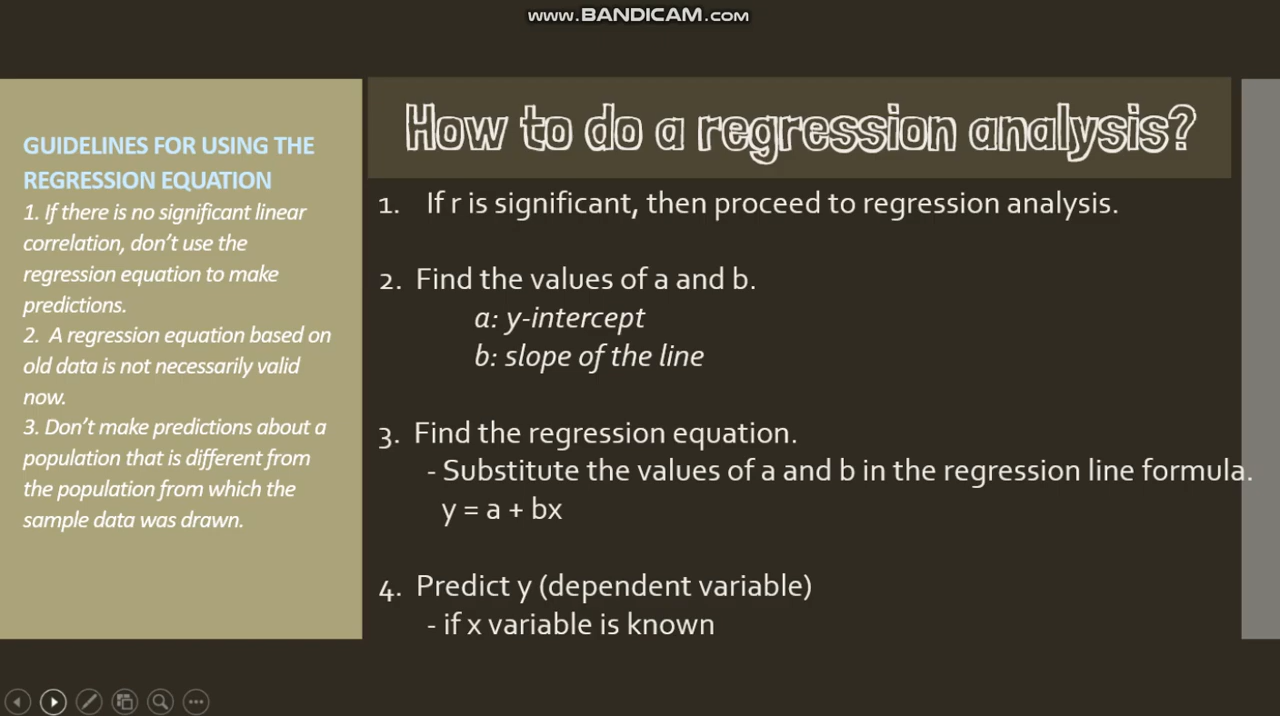 www.BANDICAM.com
GUIDELINES FOR USING THE
REGRESSION EQUATION
1. If there is no significant linear
correlation, don't use the
regression equation to make
predictions.
2.  A regression equation based on
old data is not necessarily valid
now.
3. Don't make predictions about a
population that is different from
the population from which the
sample data was drawn.
How to do a regression analysis?
1. If r is significant, then proceed to regression analysis.
2. Find the values of a and b.
a: y-intercept
b: slope of the line
3. Find the regression equation.
- Substitute the values of a and b in the regression line formula.
y = a + bx
4. Predict y (dependent variable)
- if x variable is known